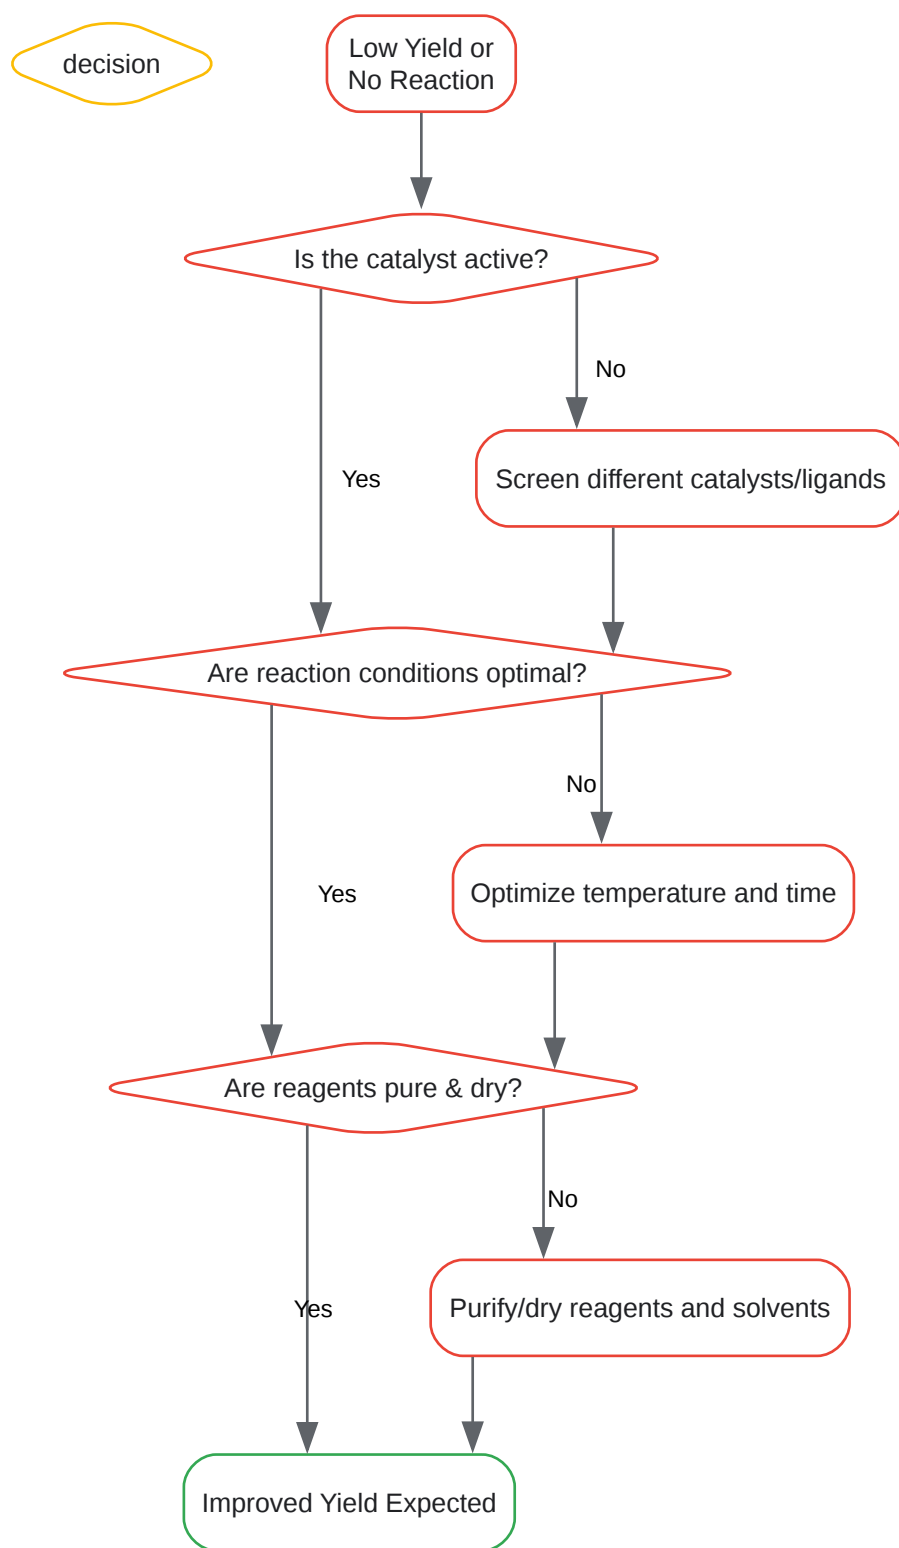 decision
Low Yield or
No Reaction
Is the catalyst active?
No
Yes
Screen different catalysts/ligands
Are reaction conditions optimal?
No
Yes
Optimize temperature and time
Are reagents pure & dry?
No
Yes
Purify/dry reagents and solvents
Improved Yield Expected